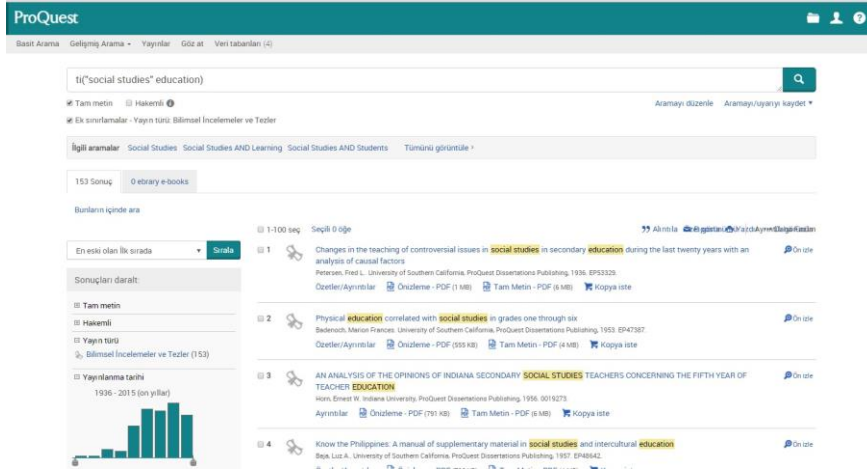 ProQuest
Basit Arama Gelişmiş Arama Yayınlar Göz at Veri tabanları (4)
ti("social studies" education)
Tam metin Hakemli
Aramayı düzenle Aramayı/uyarıyı kaydet
Ek sınırlamalar - Yayın türü: Bilimsel İncelemeler ve Tezler
İlgili aramalar Social Studies Social Studies AND Learning Social Studies AND Students Tümünü görüntüle >
153 Sonuç 0 ebrary e-books
Bunların içinde ara
1-100 seç Seçili 0 öğe
Alıntıla
En eski olan İlk sırada Sırala
Sonuçları daralt:
Tam metin
Hakemli
Yayın türü
Bilimsel İncelemeler ve Tezler (153)
Yayınlanma tarihi
1936 - 2015 (on yıllar)
1 Changes in the teaching of controversial issues in social studies in secondary education during the last twenty years with an
analysis of causal factors
Petersen, Fred L. University of Southern California, ProQuest Dissertations Publishing, 1936. EP53329.
Özetler/Ayrıntılar Önizleme - PDF (1 MB) Tam Metin - PDF (6 MB) Kopya iste
Ön izle
2 Physical education correlated with social studies in grades one through six
Badenoch, Marion Frances. University of Southern California, ProQuest Dissertations Publishing, 1953. EP47387.
Özetler/Ayrıntılar Önizleme - PDF (555 KB) Tam Metin - PDF (4 MB) Kopya iste
Ön izle
3 AN ANALYSIS OF THE OPINIONS OF INDIANA SECONDARY SOCIAL STUDIES TEACHERS CONCERNING THE FIFTH YEAR OF
TEACHER EDUCATION
Horn, Ernest W. Indiana University, ProQuest Dissertations Publishing, 1956. 0019273.
Ayrıntılar Önizleme - PDF (791 KB) Tam Metin - PDF (6 MB) Kopya iste
Ön izle
4 Know the Philippines: A manual of supplementary material in social studies and intercultural education
Baja, Luz A. University of Southern California, ProQuest Dissertations Publishing, 1957. EP48642.
Ön izle